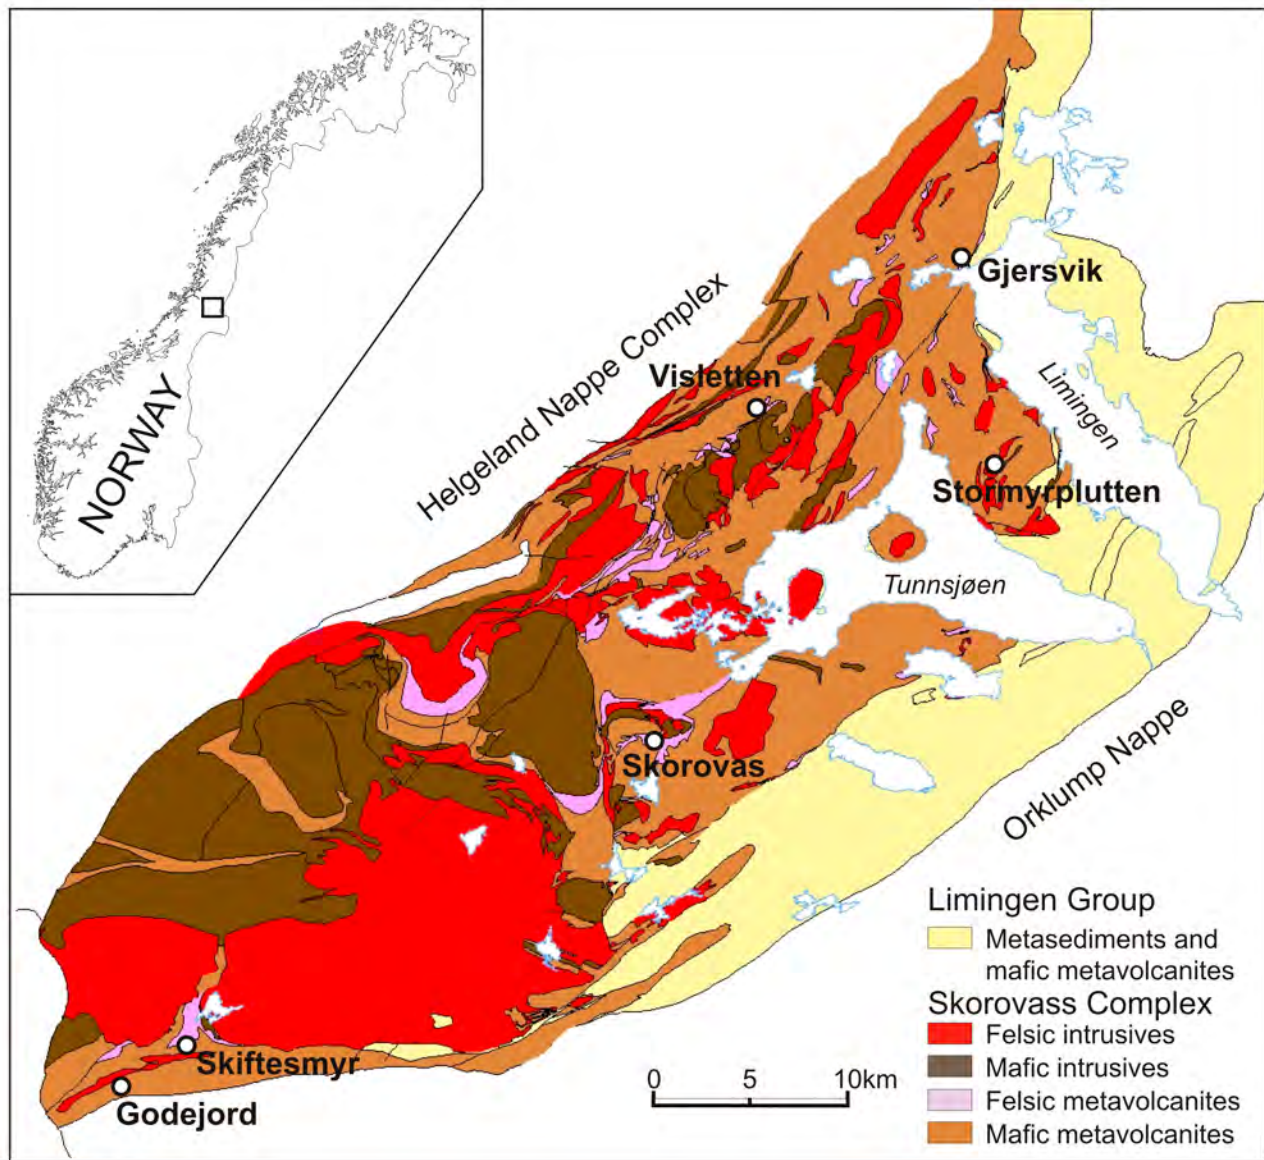 NORWAY
Helgeland Nappe Complex
Gjersvik
Visletten
Limingen
Stormyrplutten
Tunnsjøen
Skorovas
Orklump Nappe
Skiftesmyr
Godejord
0 5 10km
Limingen Group
Metasediments and
mafic metavolcanites
Skorovass Complex
Felsic intrusives
Mafic intrusives
Felsic metavolcanites
Mafic metavolcanites